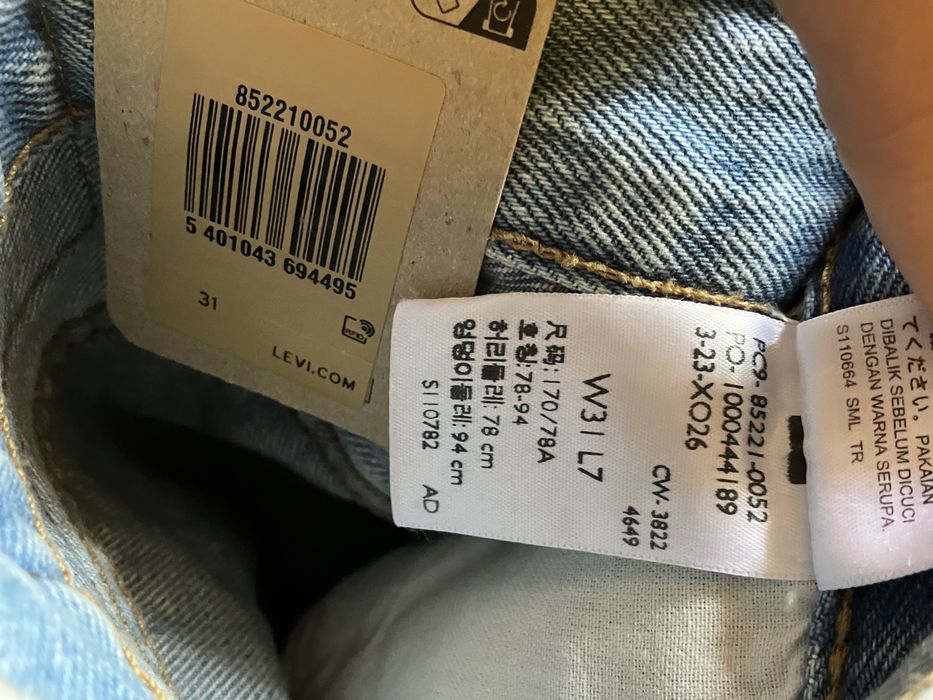 852210052
5 401043 694495
31
RFID
LEVI.COM
PC9-85221-0052
PO-1000444189
3-23-XO26
CW-3822
4649
W31 L7
尺码:170/78A
호칭:78-94
허리둘레:78 cm
엉덩이둘레:94 cm
S110782 AD
てください。PAKAIAN
DIBALIK SEBELUM DICUCI
DENGAN WARNA SERUPA.
S110664 SML TR